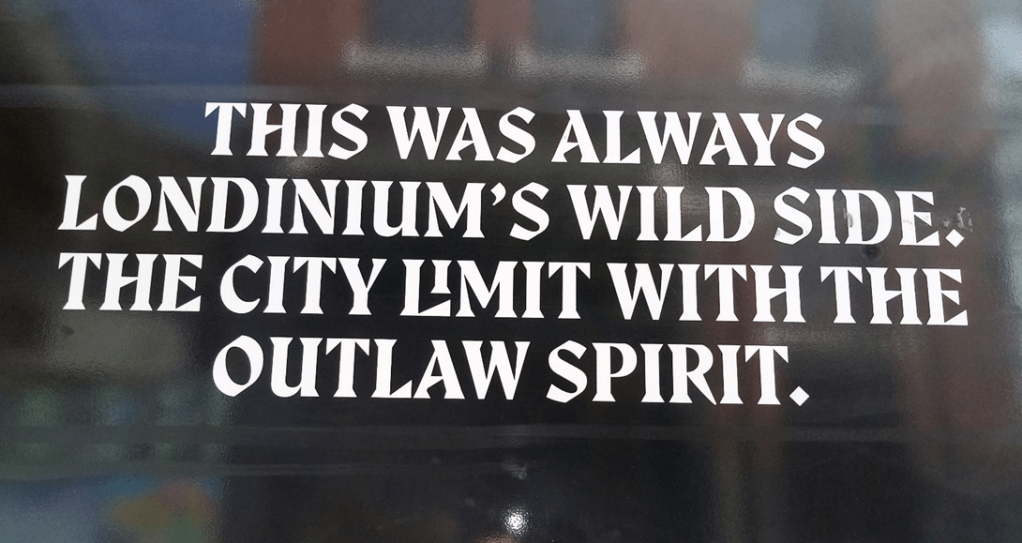 THIS WAS ALWAYS
LONDINIUM'S WILD SIDE.
THE CITY LIMIT WITH THE
OUTLAW SPIRIT.